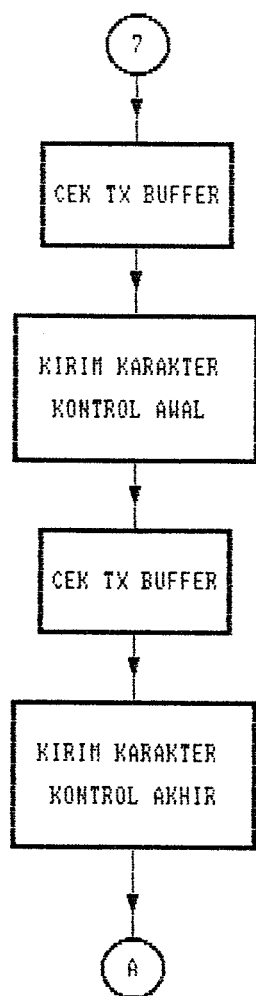 7
CEK TX BUFFER
KIRIM KARAKTER
KONTROL AWAL
CEK TX BUFFER
KIRIM KARAKTER
KONTROL AKHIR
A